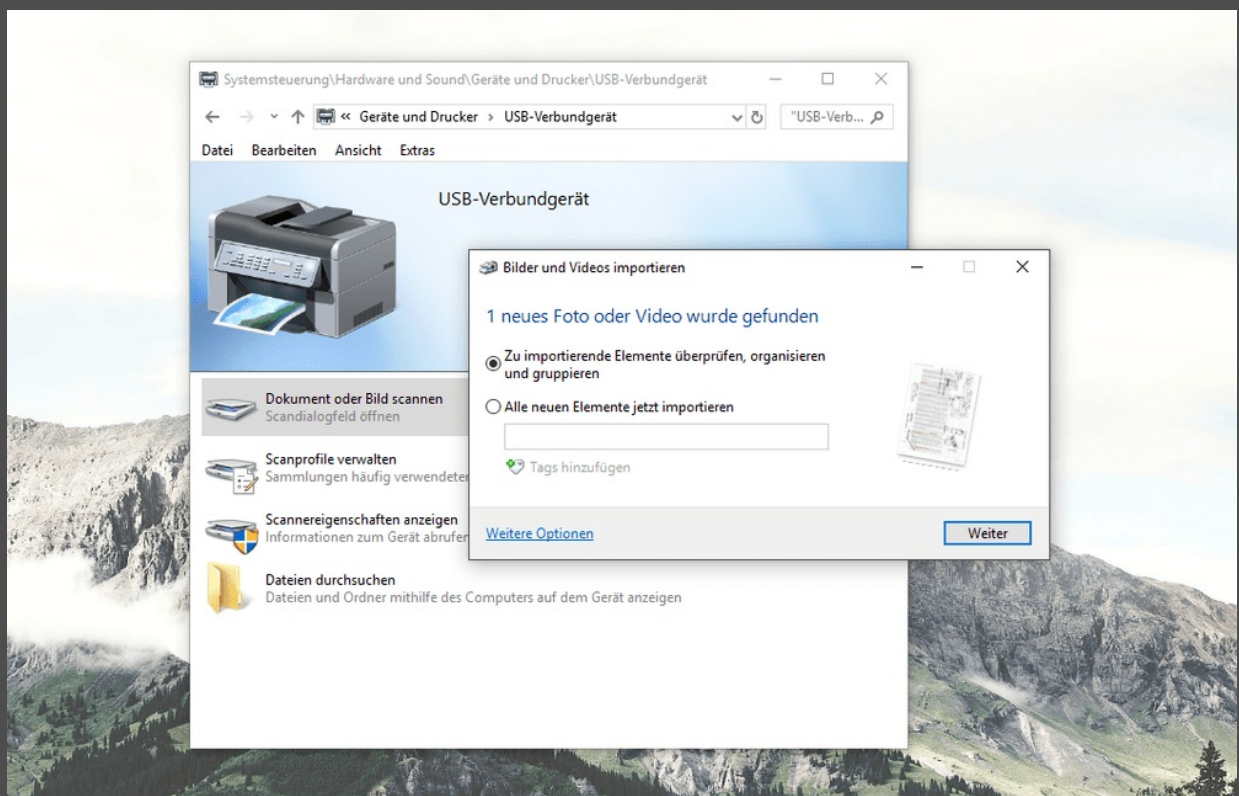 Systemsteuerung\Hardware und Sound\Geräte und Drucker\USB-Verbundgerät
« Geräte und Drucker › USB-Verbundgerät
"USB-Verb...
Datei Bearbeiten Ansicht Extras
USB-Verbundgerät
Dokument oder Bild scannen
Scandialogfeld öffnen
Scanprofile verwalten
Sammlungen häufig verwendeter
Scannereigenschaften anzeigen
Informationen zum Gerät abrufen
Dateien durchsuchen
Dateien und Ordner mithilfe des Computers auf dem Gerät anzeigen
Bilder und Videos importieren
1 neues Foto oder Video wurde gefunden
Zu importierende Elemente überprüfen, organisieren
und gruppieren
Alle neuen Elemente jetzt importieren
Tags hinzufügen
Weitere Optionen
Weiter